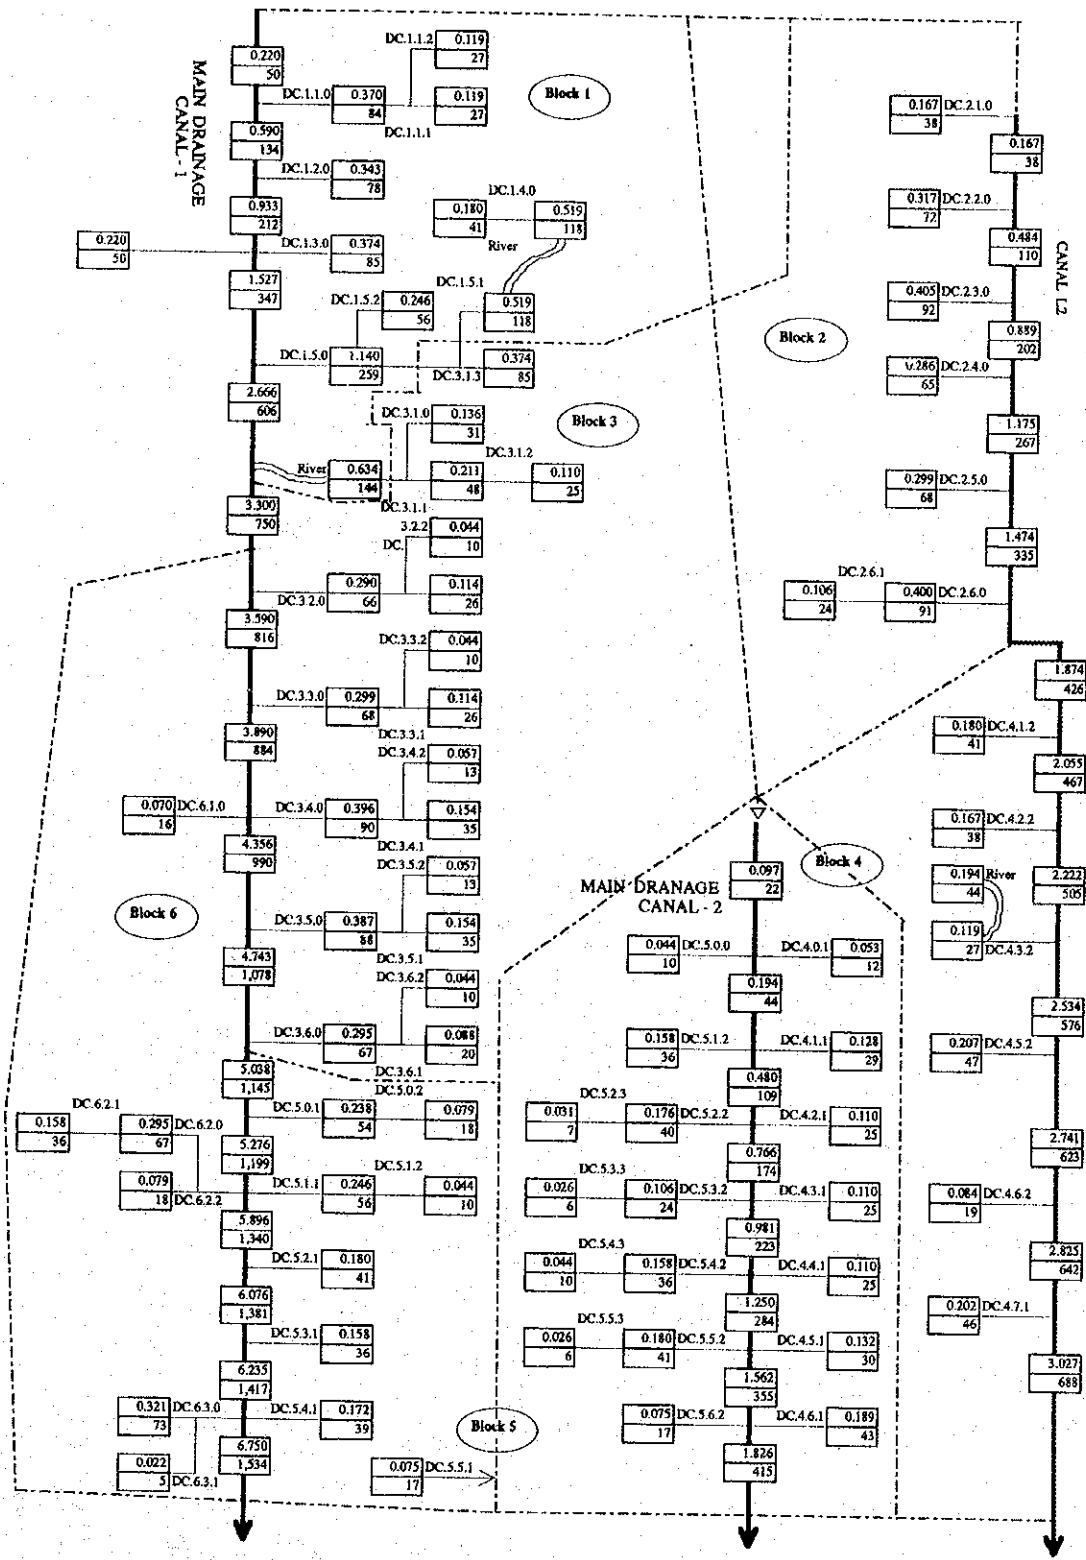 MAIN DRAINAGE
CANAL - 1
0.220
50
DC.1.1.2
0.119
27
DC.1.1.0
0.370
84
0.119
27
DC.1.1.1
Block 1
0.590
134
DC.1.2.0
0.343
78
0.933
212
DC.1.4.0
0.180
41
0.519
118
River
0.220
50
DC.1.3.0
0.374
85
1.527
347
DC.1.5.1
0.519
118
DC.1.5.2
0.246
56
DC.1.5.0
1.140
259
DC.3.1.3
0.374
85
2.666
606
DC.3.1.0
0.136
31
Block 3
DC.3.1.2
River
0.634
144
0.211
48
0.110
25
DC.3.1.1
3.300
750
3.2.2
DC.
0.044
10
DC.3.2.0
0.290
66
0.114
26
3.590
816
DC.3.3.2
0.044
10
DC.3.3.0
0.299
68
0.114
26
DC.3.3.1
3.890
884
DC.3.4.2
0.057
13
0.070
16
DC.6.1.0
DC.3.4.0
0.396
90
0.154
35
DC.3.4.1
4.356
990
DC.3.5.2
0.057
13
Block 6
DC.3.5.0
0.387
88
0.154
35
DC.3.5.1
4.743
1,078
DC.3.6.2
0.044
10
DC.3.6.0
0.295
67
0.088
20
DC.3.6.1
5.038
1,145
DC.5.0.2
DC.5.0.1
0.238
54
0.079
18
DC.6.2.1
0.158
36
0.295
67
DC.6.2.0
5.276
1,199
0.079
18
DC.6.2.2
DC.5.1.1
0.246
56
DC.5.1.2
0.044
10
5.896
1,340
DC.5.2.1
0.180
41
6.076
1,381
DC.5.3.1
0.158
36
6.235
1,417
0.321
73
DC.6.3.0
DC.5.4.1
0.172
39
6.750
1,534
0.022
5
DC.6.3.1
0.075
17
DC.5.5.1
Block 5
Block 2
CANAL L2
0.167
38
DC.2.1.0
0.167
38
0.317
72
DC.2.2.0
0.484
110
0.405
92
DC.2.3.0
0.889
202
0.286
65
DC.2.4.0
1.175
267
0.299
68
DC.2.5.0
1.474
335
DC.2.6.1
0.106
24
0.400
91
DC.2.6.0
1.874
426
0.180
41
DC.4.1.2
2.055
467
0.167
38
DC.4.2.2
2.222
505
0.194
44
River
0.119
27
DC.4.3.2
2.534
576
0.207
47
DC.4.5.2
2.741
623
0.084
19
DC.4.6.2
2.825
642
0.202
46
DC.4.7.1
3.027
688
Block 4
MAIN DRANAGE
CANAL - 2
0.097
22
0.044
10
DC.5.0.0
DC.4.0.1
0.053
12
0.194
44
0.158
36
DC.5.1.2
DC.4.1.1
0.128
29
0.480
109
DC.5.2.3
0.031
7
0.176
40
DC.5.2.2
DC.4.2.1
0.110
25
0.766
174
DC.5.3.3
0.026
6
0.106
24
DC.5.3.2
DC.4.3.1
0.110
25
0.981
223
DC.5.4.3
0.044
10
0.158
36
DC.5.4.2
DC.4.4.1
0.110
25
1.250
284
DC.5.5.3
0.026
6
0.180
41
DC.5.5.2
DC.4.5.1
0.132
30
1.562
355
0.075
17
DC.5.6.2
DC.4.6.1
0.189
43
1.826
415